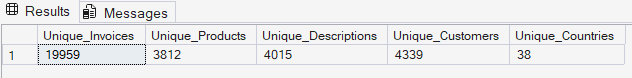 Results Messages
Unique_Invoices Unique_Products Unique_Descriptions Unique_Customers Unique_Countries
1 19959 3812 4015 4339 38